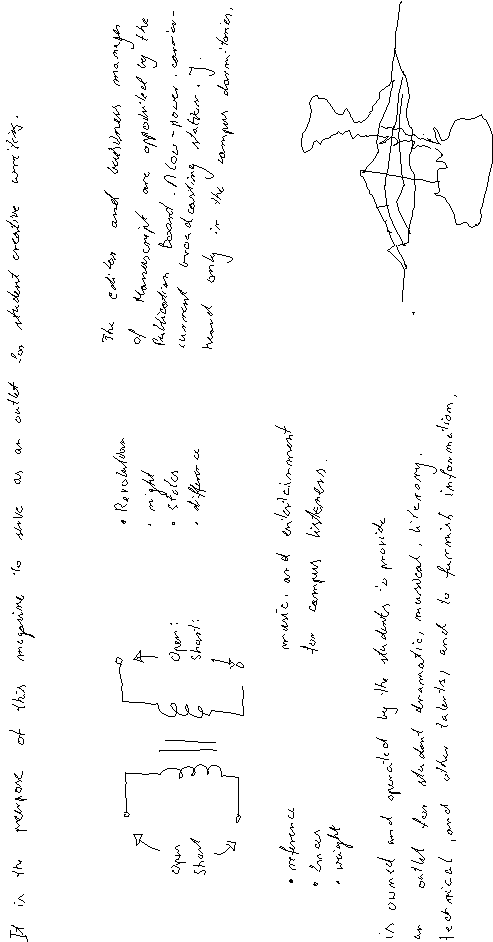 It is the purpose of this magazine to serve as an outlet for student creative writing.
Open
Short
Open:
Short:
• Revolution
• night
• States
• difference
The editor and business manager
of Manuscript are appointed by the
Publication Board. A low-power, carrier-
current broadcasting station, y.
heard only in the campus dormitories,
• reference
• Lines
• weight
music, and entertainment
for campus listeners.
is owned and operated by the students to provide
an outlet for student dramatic, musical, literary.
technical, and other talents, and to furnish information,